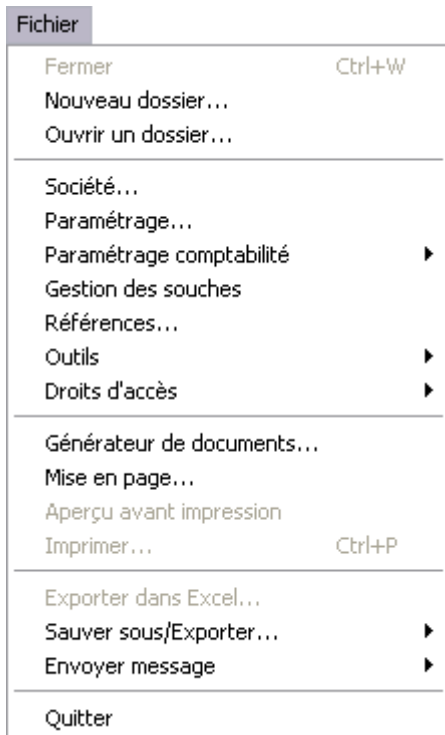 Fichier
Fermer Ctrl+W
Nouveau dossier...
Ouvrir un dossier...
Société...
Paramétrage...
Paramétrage comptabilité
Gestion des souches
Références...
Outils
Droits d'accès
Générateur de documents...
Mise en page...
Aperçu avant impression
Imprimer... Ctrl+P
Exporter dans Excel...
Sauver sous/Exporter...
Envoyer message
Quitter